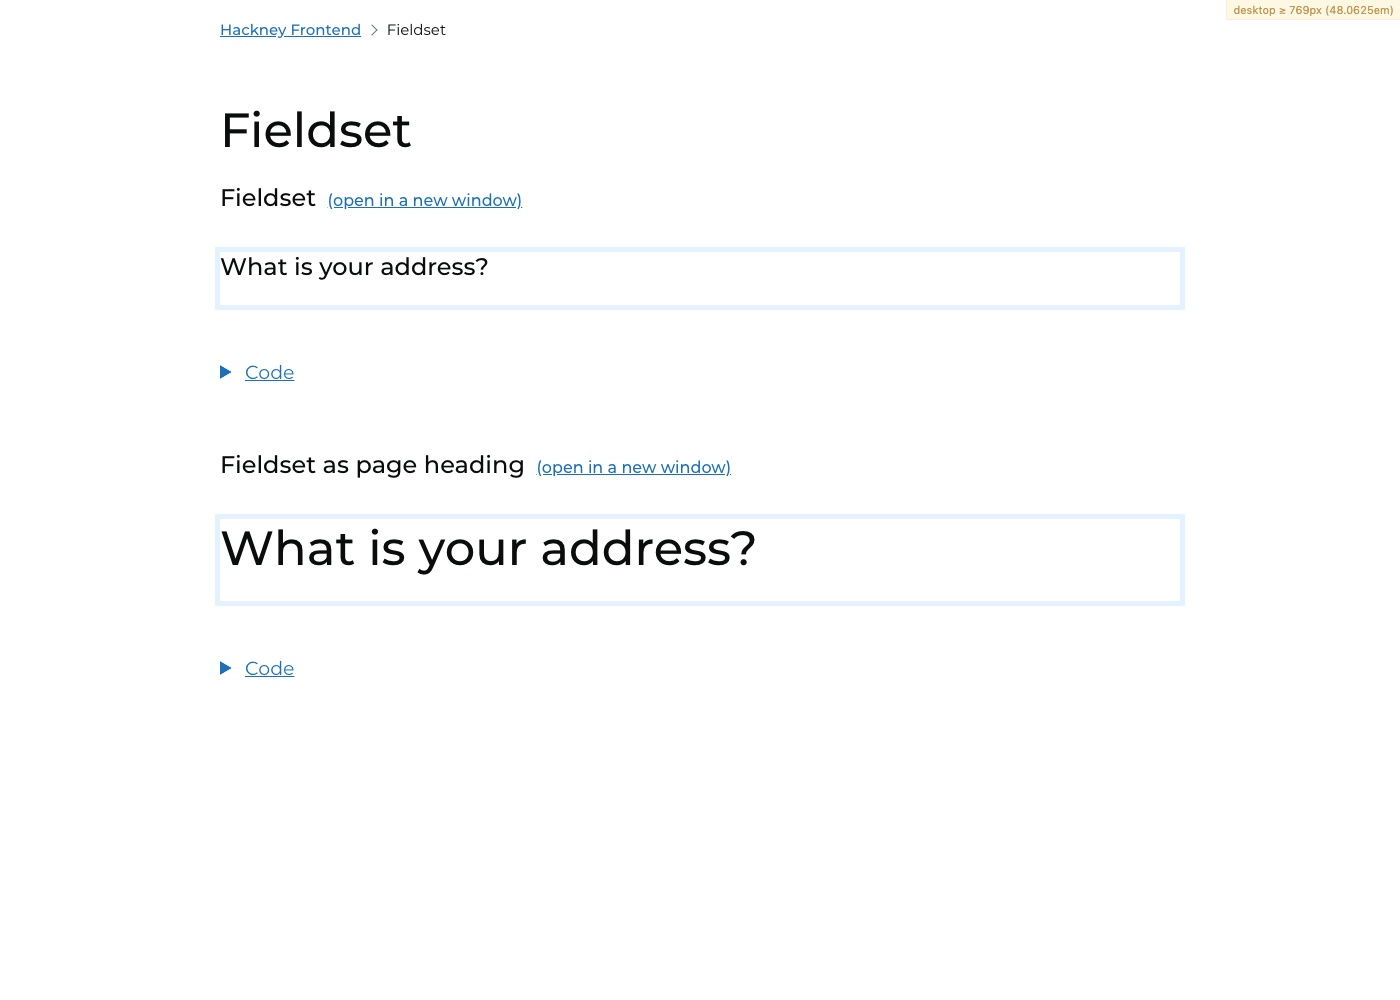 desktop ≥ 769px (48.0625em)
Hackney Frontend > Fieldset
Fieldset
Fieldset (open in a new window)
What is your address?
Code
Fieldset as page heading (open in a new window)
What is your address?
Code